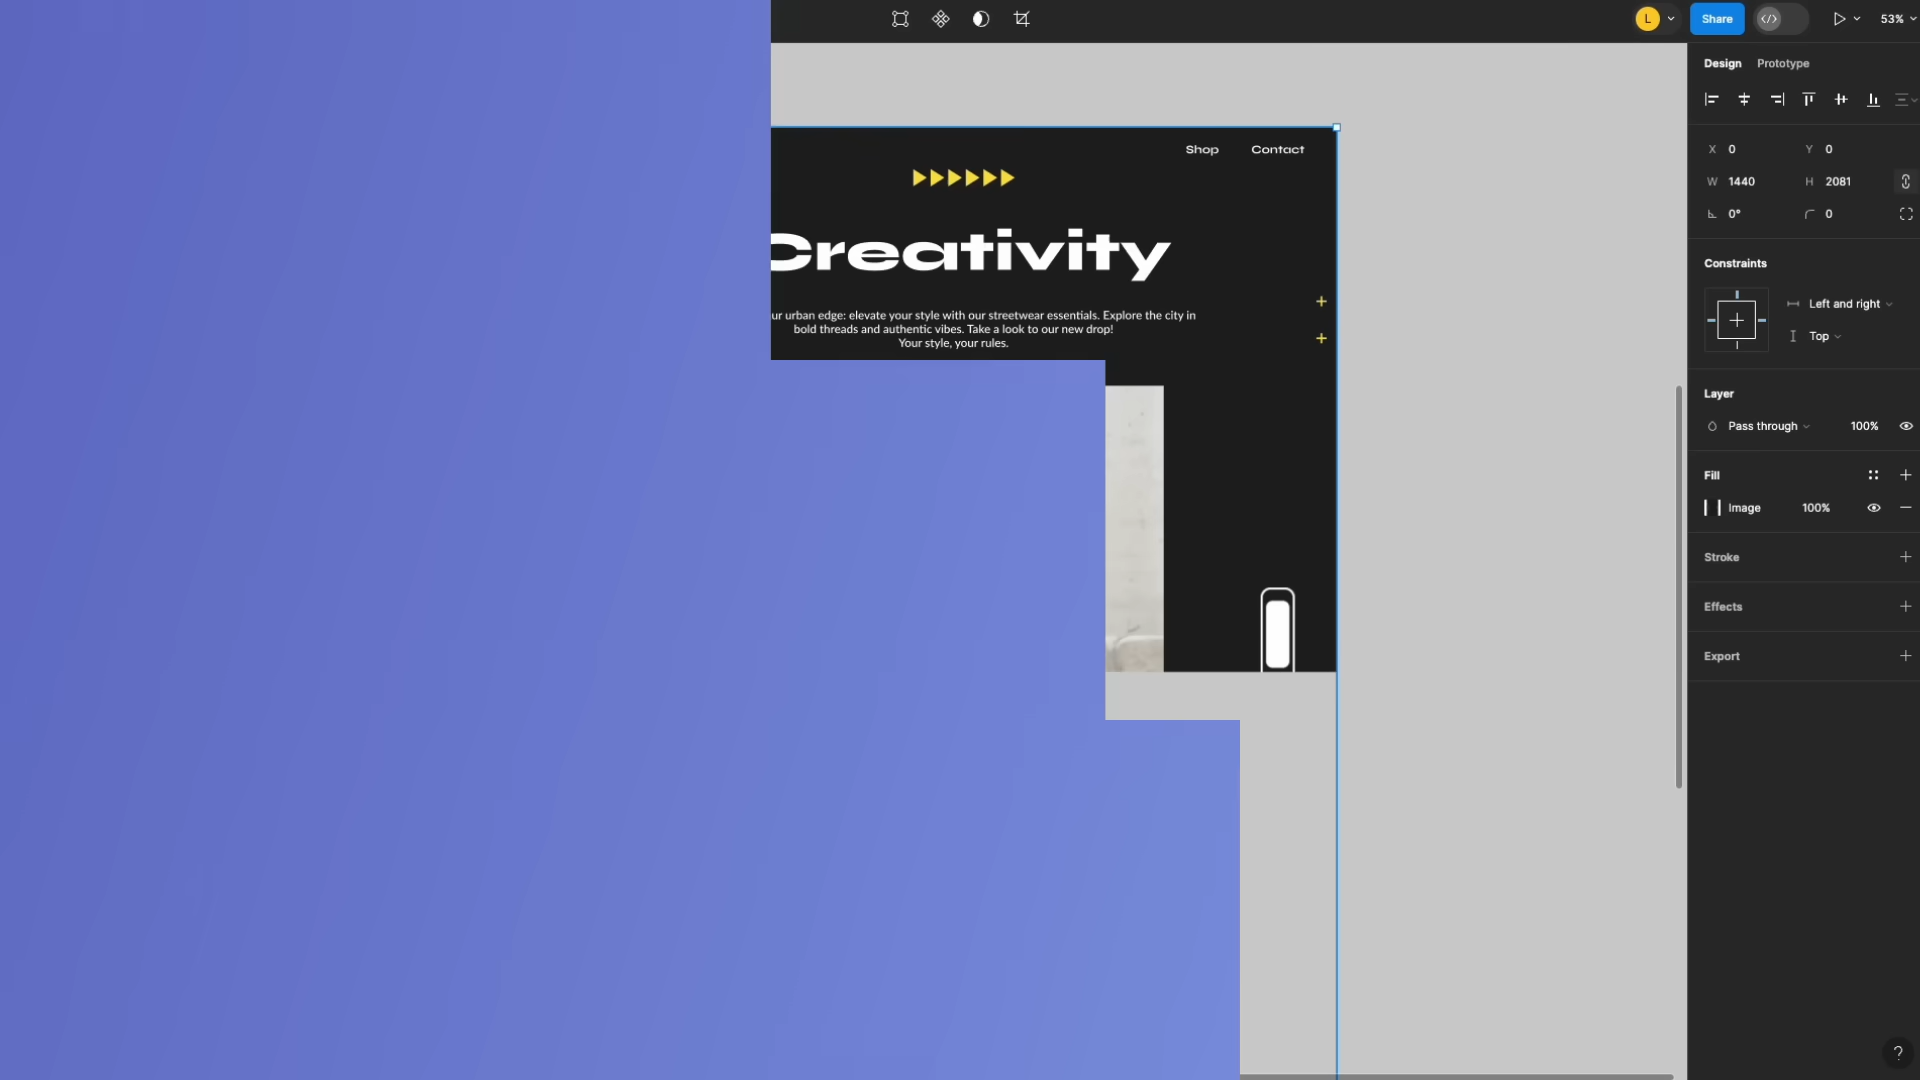 L
Share
53%
Design
Prototype
Shop
Contact
X 0
Y 0
W 1440
H 2081
0°
0
Creativity
Constraints
Left and right
Top
urban edge: elevate your style with our streetwear essentials. Explore the city in
bold threads and authentic vibes. Take a look to our new drop!
Your style, your rules.
Layer
Pass through
100%
Fill
Image
100%
Stroke
Effects
Export
?